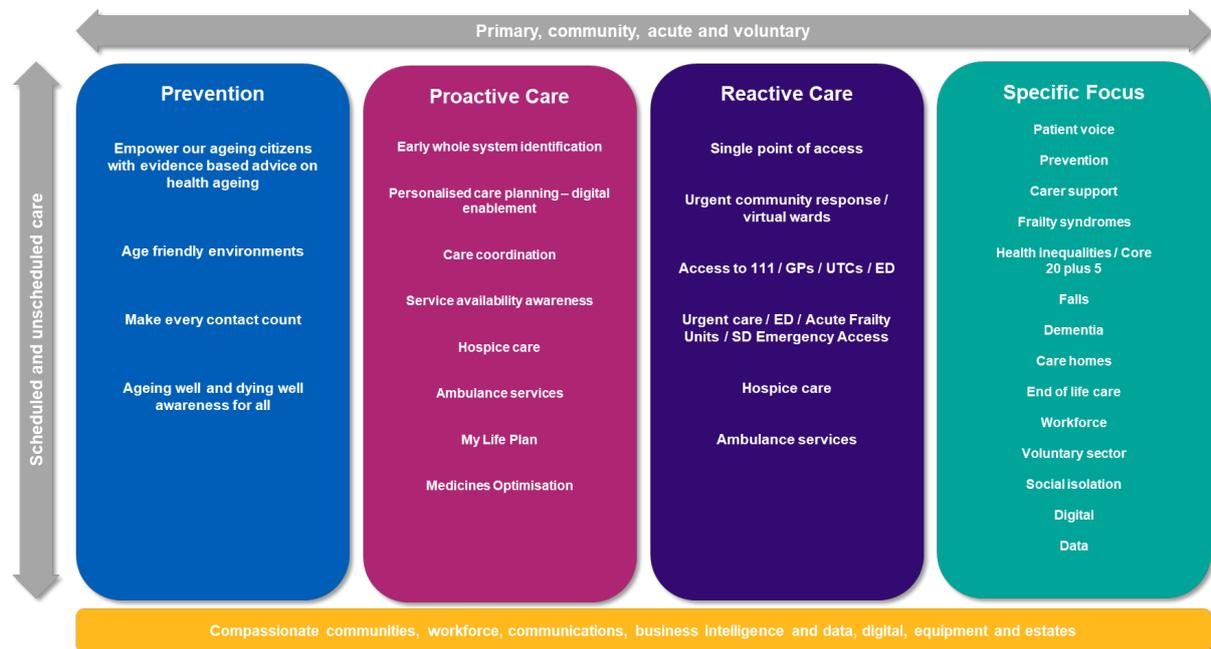 Primary, community, acute and voluntary
Scheduled and unscheduled care
Prevention
Empower our ageing citizens
with evidence based advice on
health ageing
Age friendly environments
Make every contact count
Ageing well and dying well
awareness for all
Proactive Care
Early whole system identification
Personalised care planning – digital
enablement
Care coordination
Service availability awareness
Hospice care
Ambulance services
My Life Plan
Medicines Optimisation
Reactive Care
Single point of access
Urgent community response /
virtual wards
Access to 111 / GPs / UTCs / ED
Urgent care / ED / Acute Frailty
Units / SD Emergency Access
Hospice care
Ambulance services
Specific Focus
Patient voice
Prevention
Carer support
Frailty syndromes
Health inequalities / Core
20 plus 5
Falls
Dementia
Care homes
End of life care
Workforce
Voluntary sector
Social isolation
Digital
Data
Compassionate communities, workforce, communications, business intelligence and data, digital, equipment and estates